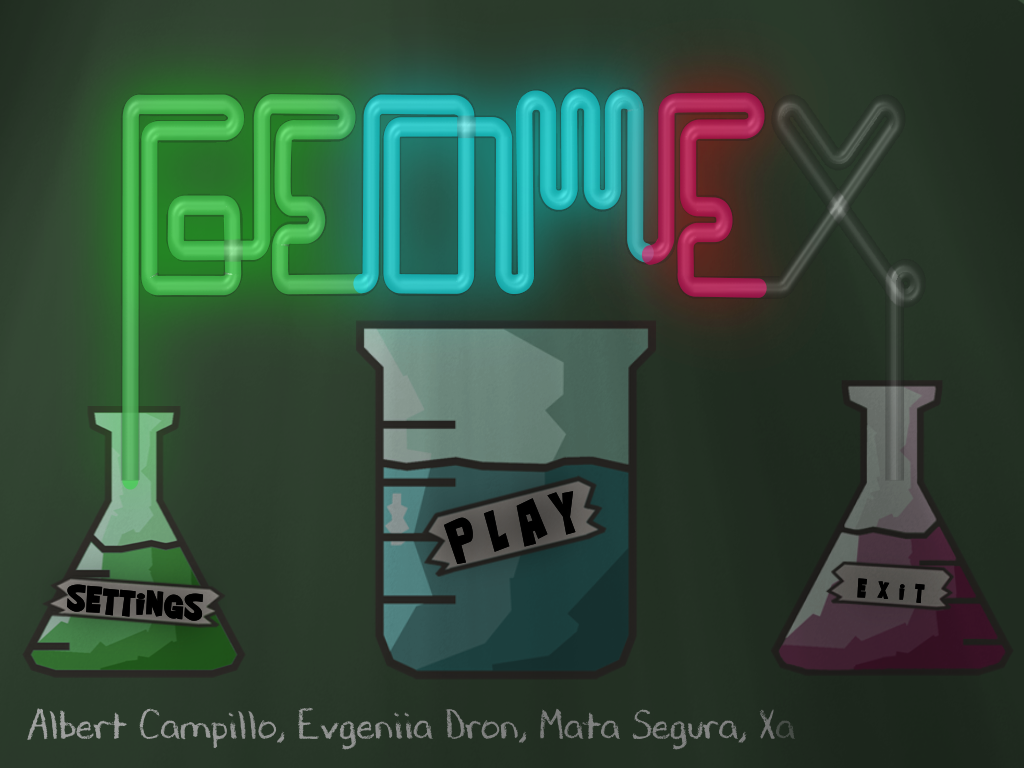 GEOMEX
PLAY
SETTiNGS
EXiT
Albert Campillo, Evgeniia Dron, Mata Segura, Xa